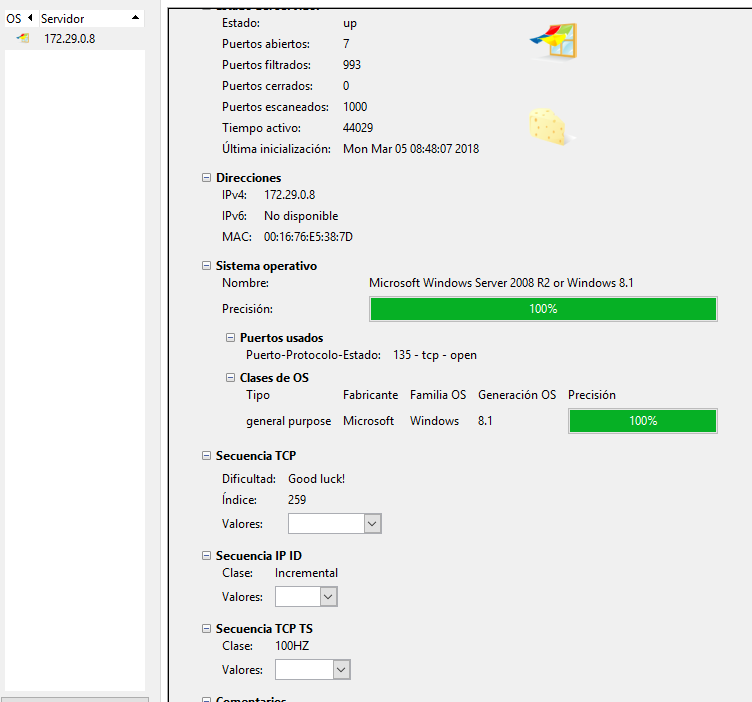 OS Servidor
172.29.0.8
Estado: up
Puertos abiertos: 7
Puertos filtrados: 993
Puertos cerrados: 0
Puertos escaneados: 1000
Tiempo activo: 44029
Última inicialización: Mon Mar 05 08:48:07 2018
Direcciones
IPv4: 172.29.0.8
IPv6: No disponible
MAC: 00:16:76:E5:38:7D
Sistema operativo
Nombre: Microsoft Windows Server 2008 R2 or Windows 8.1
Precisión: 100%
Puertos usados
Puerto-Protocolo-Estado: 135 - tcp - open
Clases de OS
Tipo Fabricante Familia OS Generación OS Precisión
general purpose Microsoft Windows 8.1 100%
Secuencia TCP
Dificultad: Good luck!
Índice: 259
Valores:
Secuencia IP ID
Clase: Incremental
Valores:
Secuencia TCP TS
Clase: 100HZ
Valores:
Comentarios